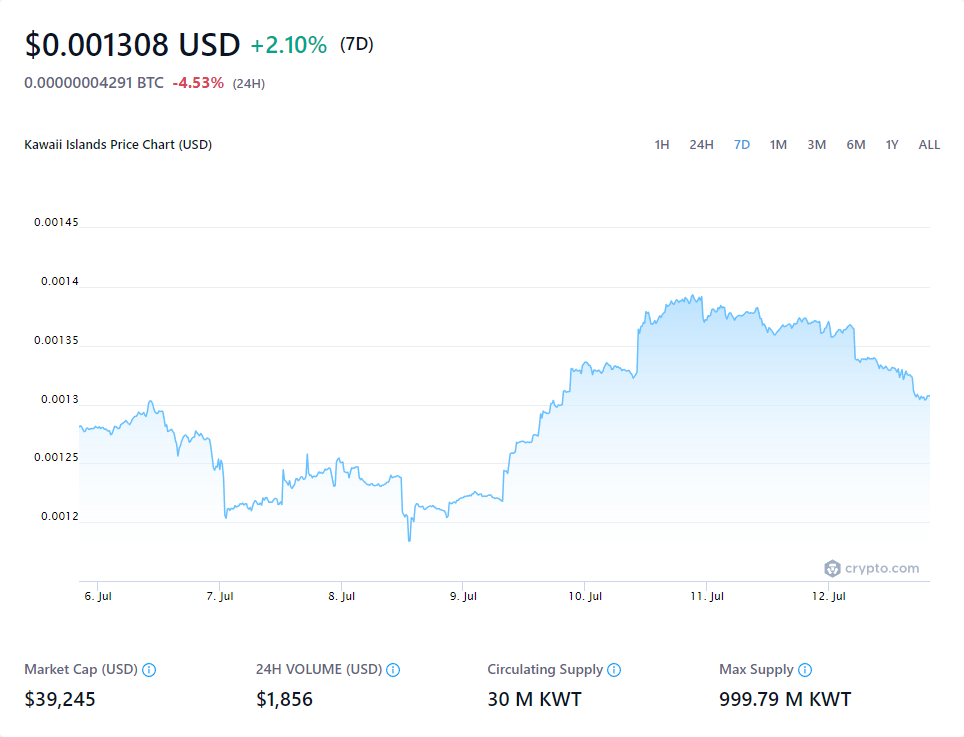 $0.001308 USD +2.10% (7D)
0.00000004291 BTC -4.53% (24H)
Kawaii Islands Price Chart (USD) 1H 24H 7D 1M 3M 6M 1Y ALL
0.00145
0.0014
0.00135
0.0013
0.00125
0.0012
crypto.com
6. Jul 7. Jul 8. Jul 9. Jul 10. Jul 11. Jul 12. Jul
Market Cap (USD) 24H VOLUME (USD) Circulating Supply Max Supply
$39,245 $1,856 30 M KWT 999.79 M KWT